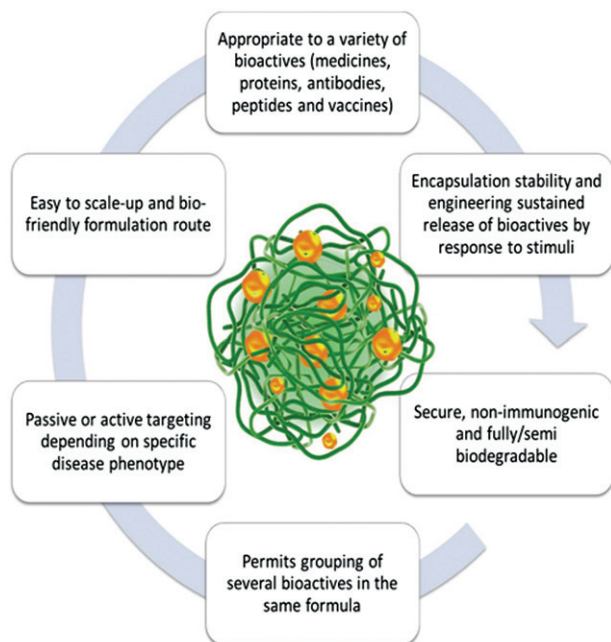 Appropriate to a variety of
bioactives (medicines,
proteins, antibodies,
peptides and vaccines)
Encapsulation stability and
engineering sustained
release of bioactives by
response to stimuli
Secure, non-immunogenic
and fully/semi
biodegradable
Permits grouping of
several bioactives in the
same formula
Passive or active targeting
depending on specific
disease phenotype
Easy to scale-up and bio-
friendly formulation route